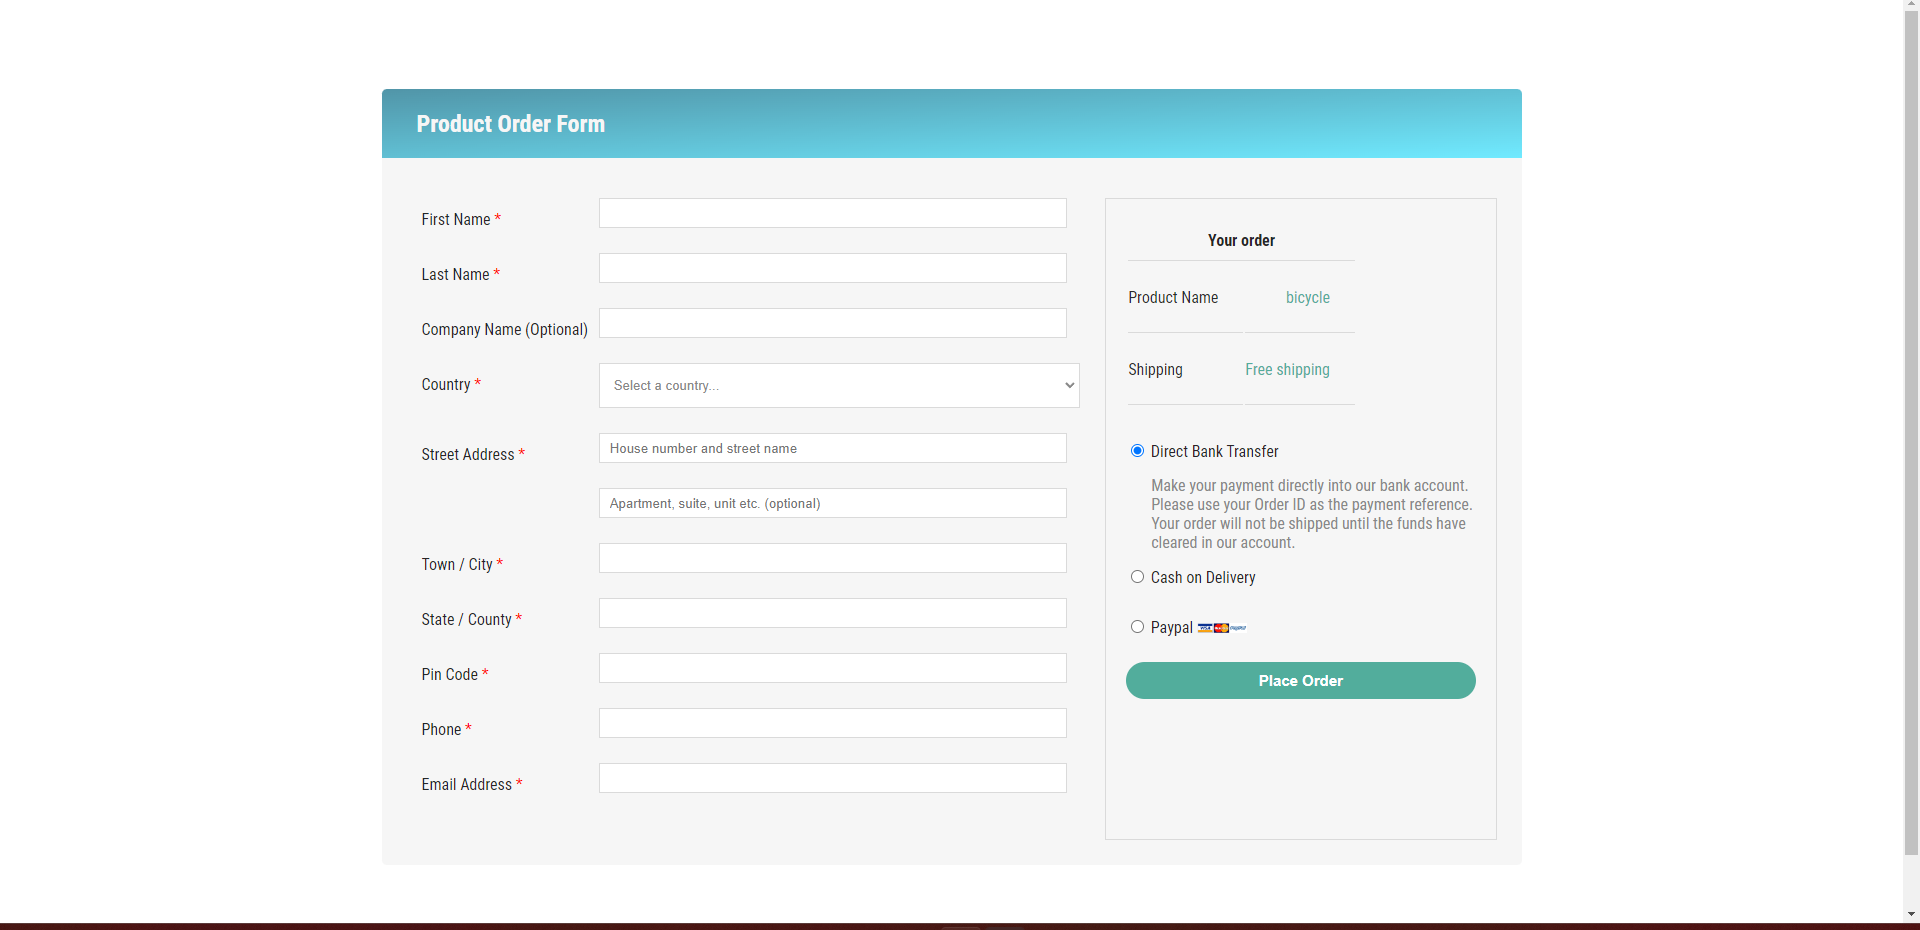 Product Order Form
First Name *
Last Name *
Company Name (Optional)
Country *
Select a country...
Street Address *
House number and street name
Apartment, suite, unit etc. (optional)
Town / City *
State / County *
Pin Code *
Phone *
Email Address *
Your order
Product Name bicycle
Shipping Free shipping
Direct Bank Transfer
Make your payment directly into our bank account.
Please use your Order ID as the payment reference.
Your order will not be shipped until the funds have
cleared in our account.
Cash on Delivery
Paypal
Place Order